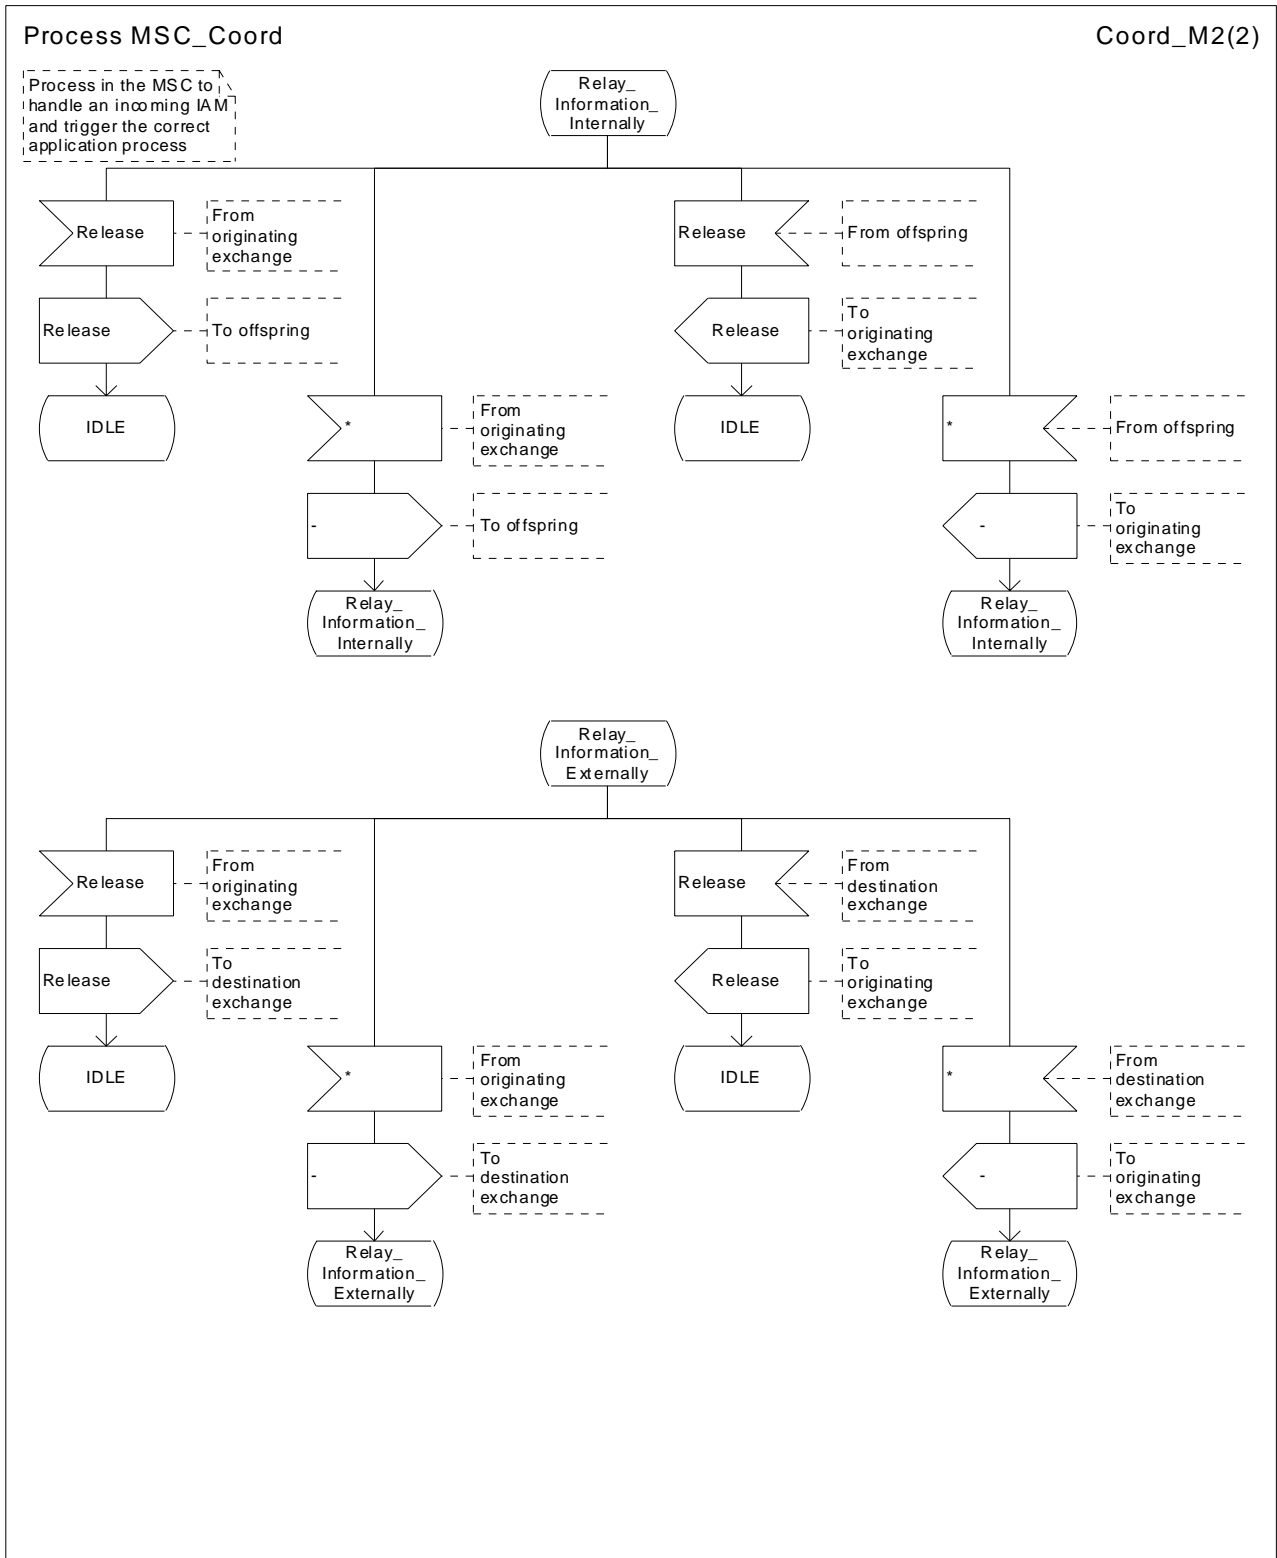 Process MSC_Coord
Coord_M2(2)
Process in the MSC to
handle an incoming IAM
and trigger the correct
application process
Relay_
Information_
Internally
Release
From
originating
exchange
Release
From offspring
Release
To offspring
Release
To
originating
exchange
IDLE
*
From
originating
exchange
IDLE
*
From offspring
-
To offspring
-
To
originating
exchange
Relay_
Information_
Internally
Relay_
Information_
Internally
Relay_
Information_
Externally
Release
From
originating
exchange
Release
From
destination
exchange
Release
To
destination
exchange
Release
To
originating
exchange
IDLE
*
From
originating
exchange
IDLE
*
From
destination
exchange
-
To
destination
exchange
-
To
originating
exchange
Relay_
Information_
Externally
Relay_
Information_
Externally